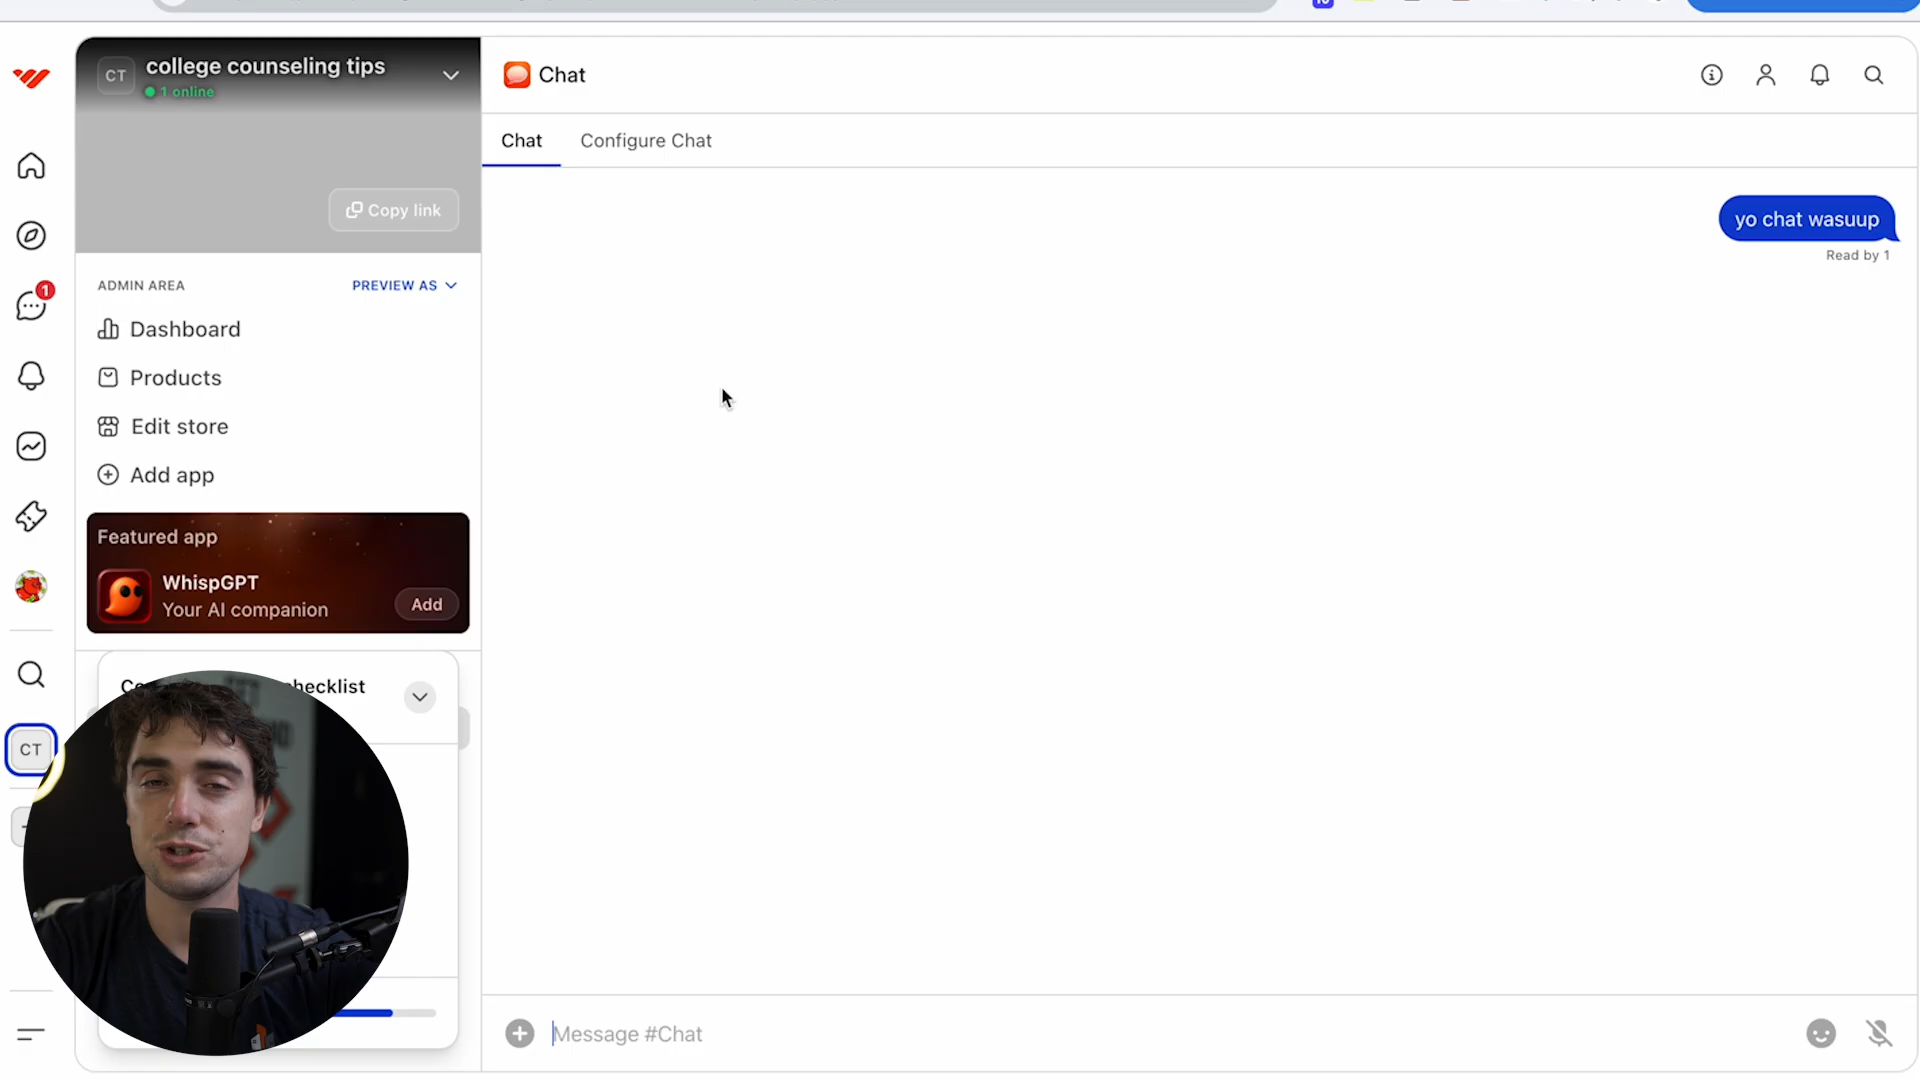 CT
college counseling tips
1 online
Copy link
ADMIN AREA
PREVIEW AS
Dashboard
Products
Edit store
Add app
Featured app
WhispGPT
Your AI companion
Add
hecklist
1
CT
Chat
Chat
Configure Chat
yo chat wasuup
Read by 1
Message #Chat